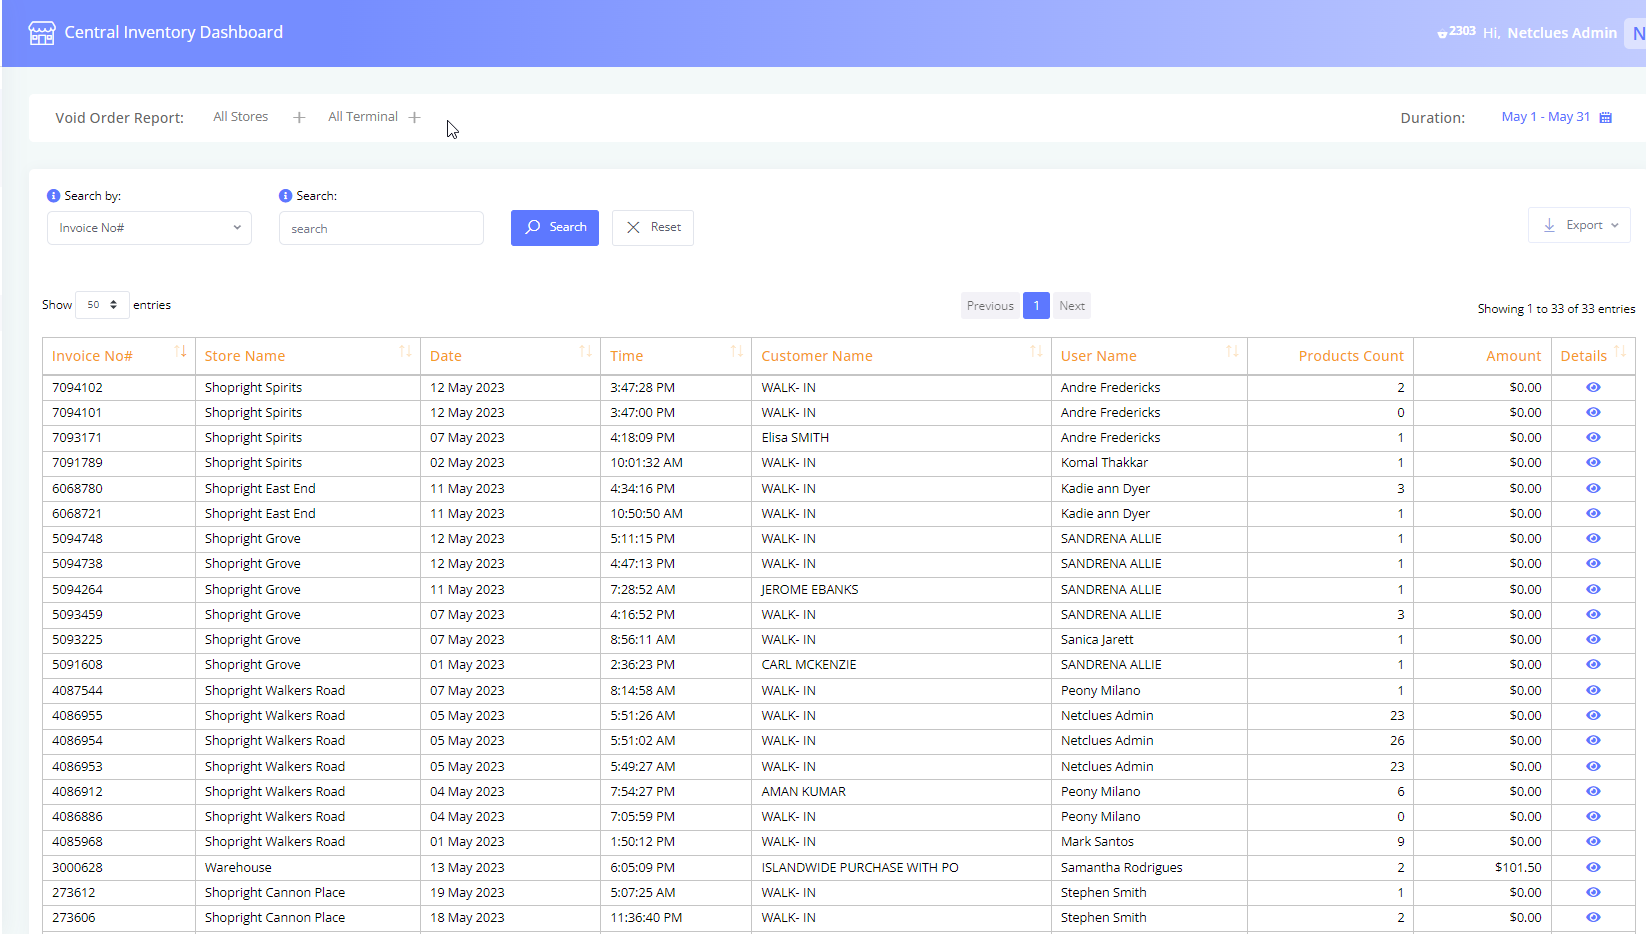 Central Inventory Dashboard
2303 Hi, Netclues Admin N
Void Order Report: All Stores + All Terminal + Duration: May 1 - May 31
Search by: Search:
Invoice No# search Search Reset Export
Show 50 entries Previous 1 Next Showing 1 to 33 of 33 entries
Invoice No# Store Name Date Time Customer Name User Name Products Count Amount Details
7094102 Shopright Spirits 12 May 2023 3:47:28 PM WALK- IN Andre Fredericks 2 $0.00
7094101 Shopright Spirits 12 May 2023 3:47:00 PM WALK- IN Andre Fredericks 0 $0.00
7093171 Shopright Spirits 07 May 2023 4:18:09 PM Elisa SMITH Andre Fredericks 1 $0.00
7091789 Shopright Spirits 02 May 2023 10:01:32 AM WALK- IN Komal Thakkar 1 $0.00
6068780 Shopright East End 11 May 2023 4:34:16 PM WALK- IN Kadie ann Dyer 3 $0.00
6068721 Shopright East End 11 May 2023 10:50:50 AM WALK- IN Kadie ann Dyer 1 $0.00
5094748 Shopright Grove 12 May 2023 5:11:15 PM WALK- IN SANDRENA ALLIE 1 $0.00
5094738 Shopright Grove 12 May 2023 4:47:13 PM WALK- IN SANDRENA ALLIE 1 $0.00
5094264 Shopright Grove 11 May 2023 7:28:52 AM JEROME EBANKS SANDRENA ALLIE 1 $0.00
5093459 Shopright Grove 07 May 2023 4:16:52 PM WALK- IN SANDRENA ALLIE 3 $0.00
5093225 Shopright Grove 07 May 2023 8:56:11 AM WALK- IN Sanica Jarett 1 $0.00
5091608 Shopright Grove 01 May 2023 2:36:23 PM CARL MCKENZIE SANDRENA ALLIE 1 $0.00
4087544 Shopright Walkers Road 07 May 2023 8:14:58 AM WALK- IN Peony Milano 1 $0.00
4086955 Shopright Walkers Road 05 May 2023 5:51:26 AM WALK- IN Netclues Admin 23 $0.00
4086954 Shopright Walkers Road 05 May 2023 5:51:02 AM WALK- IN Netclues Admin 26 $0.00
4086953 Shopright Walkers Road 05 May 2023 5:49:27 AM WALK- IN Netclues Admin 23 $0.00
4086912 Shopright Walkers Road 04 May 2023 7:54:27 PM AMAN KUMAR Peony Milano 6 $0.00
4086886 Shopright Walkers Road 04 May 2023 7:05:59 PM WALK- IN Peony Milano 0 $0.00
4085968 Shopright Walkers Road 01 May 2023 1:50:12 PM WALK- IN Mark Santos 9 $0.00
3000628 Warehouse 13 May 2023 6:05:09 PM ISLANDWIDE PURCHASE WITH PO Samantha Rodrigues 2 $101.50
273612 Shopright Cannon Place 19 May 2023 5:07:25 AM WALK- IN Stephen Smith 1 $0.00
273606 Shopright Cannon Place 18 May 2023 11:36:40 PM WALK- IN Stephen Smith 2 $0.00